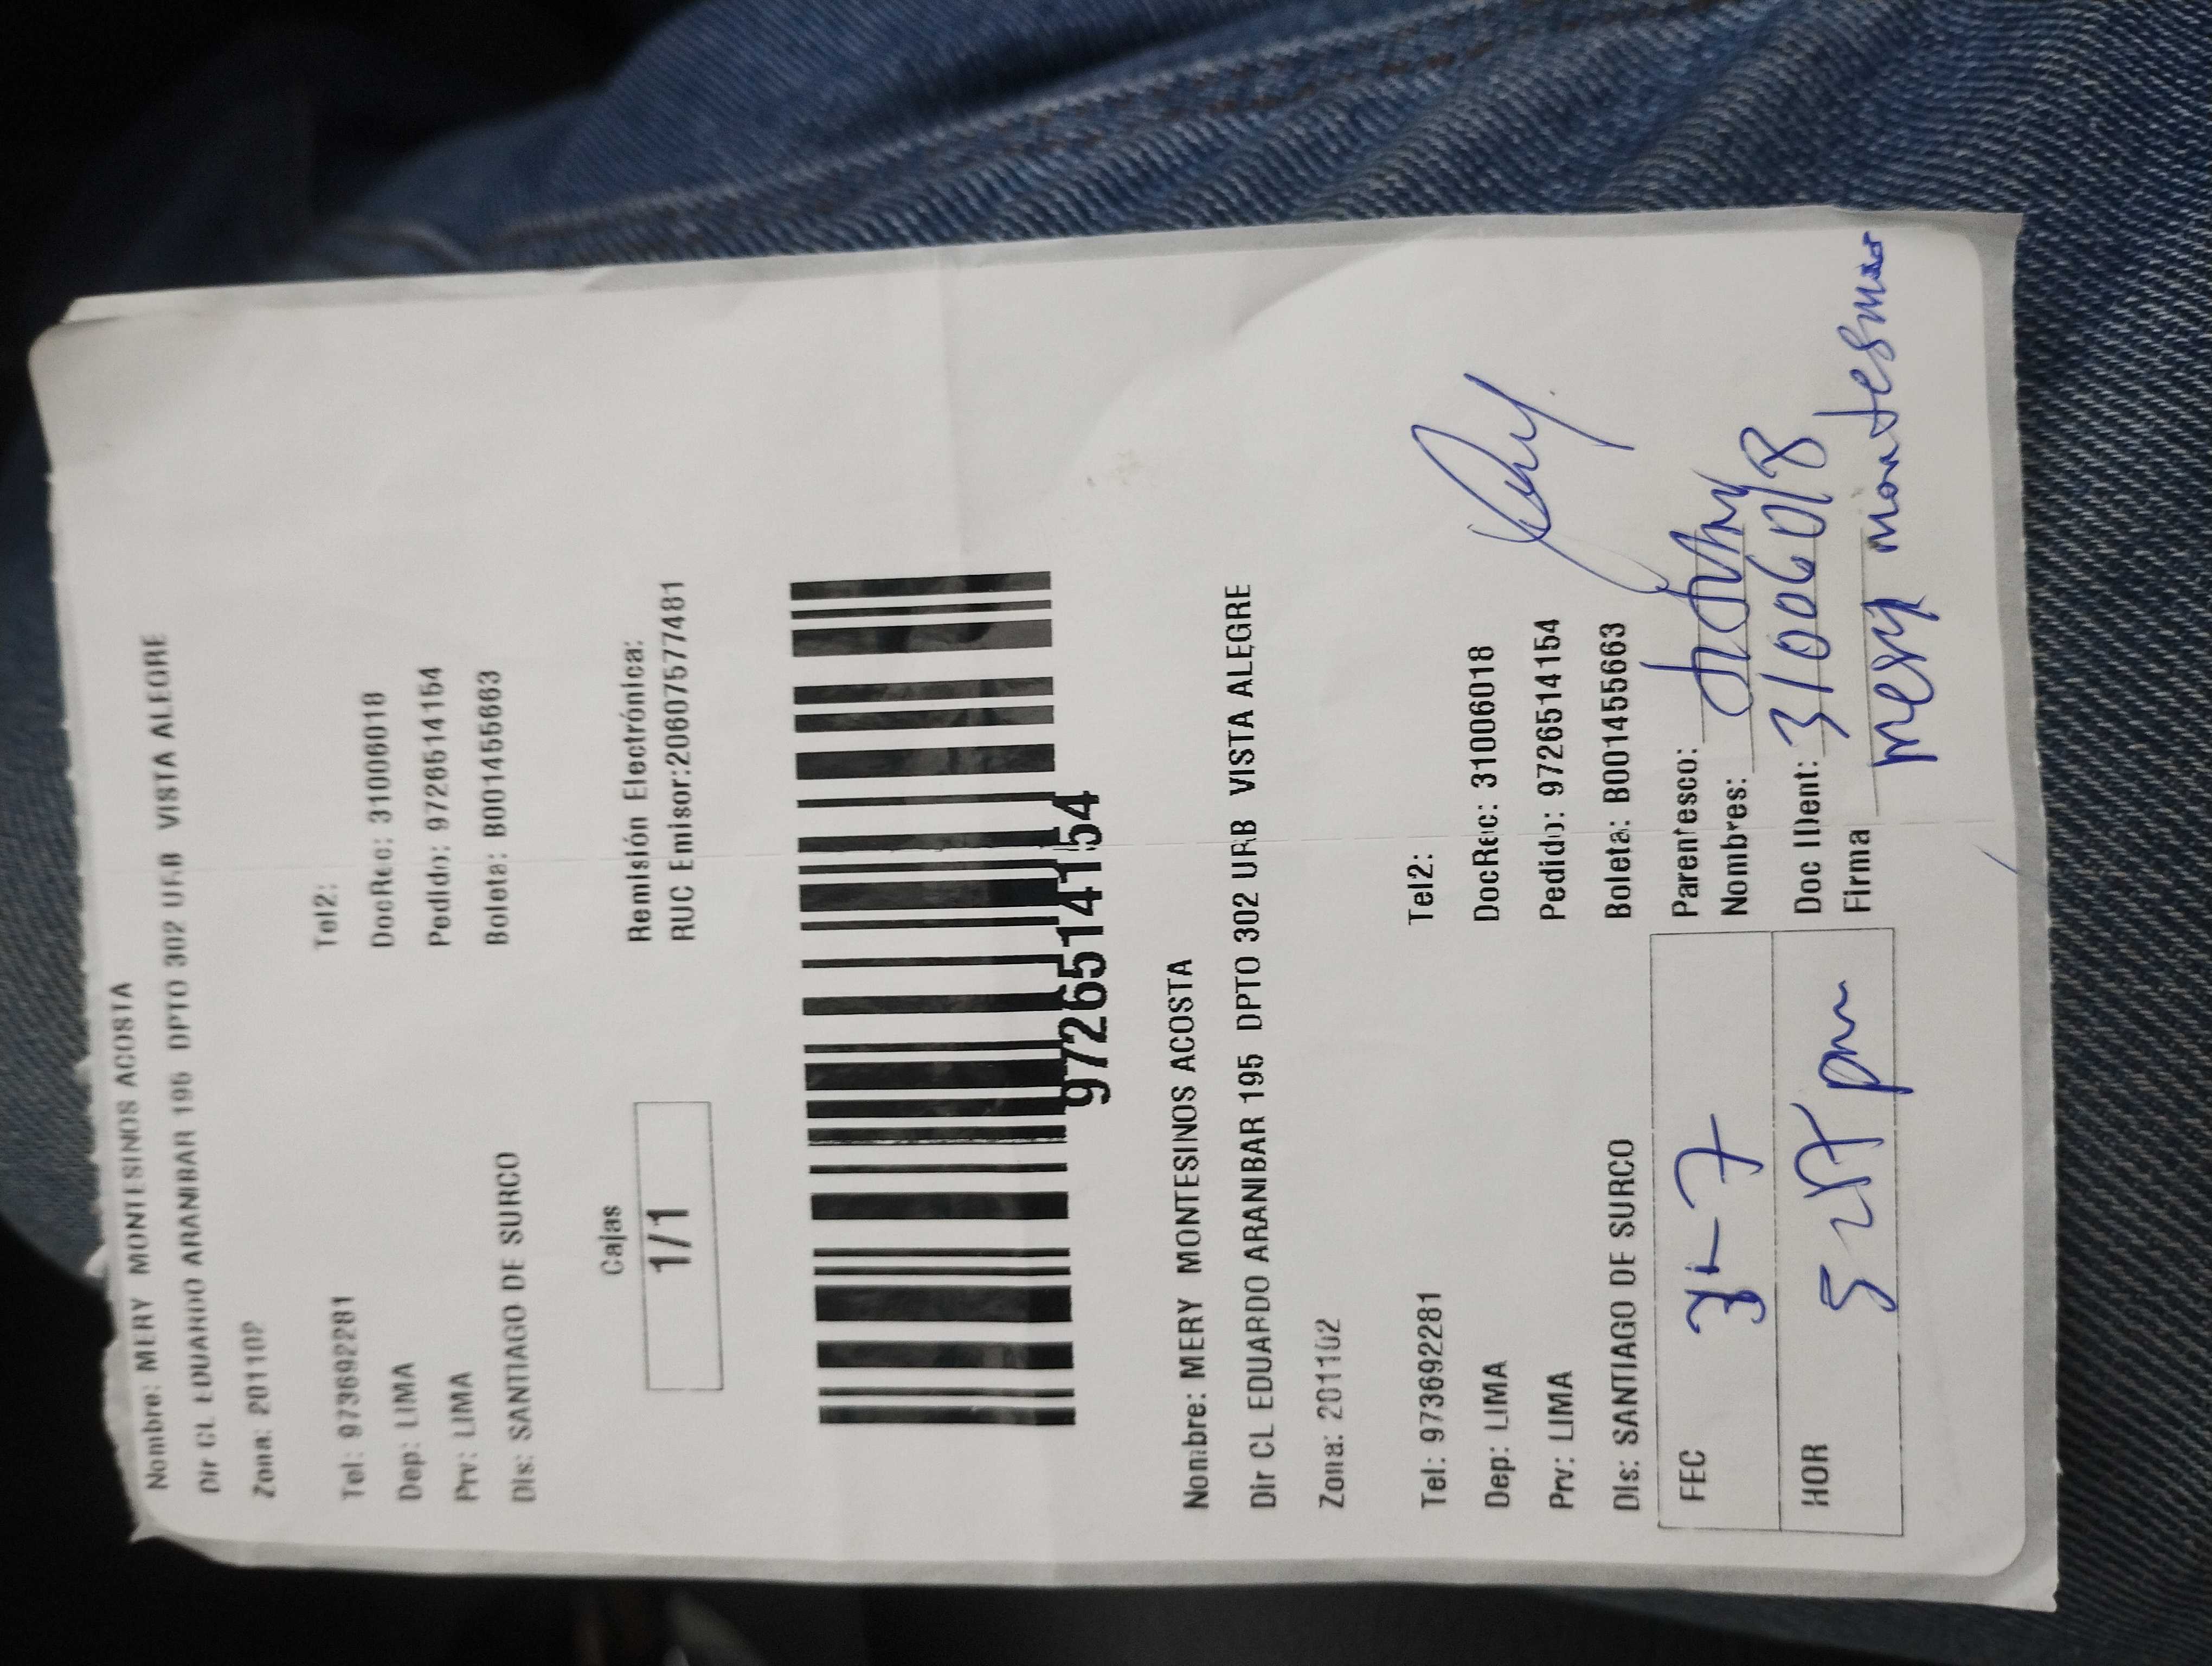 Nombre: MERY MONTESINOS ACOSTA
Dir CL EDUARDO ARANIBAR 195 DPTO 302 URB VISTA ALEGRE
Zona: 201102
Tel2:
Tel: 973692281 DocRec: 31006018
Dep: LIMA Pedido: 97265514154
Prv: LIMA Boleta: B001455663
Dis: SANTIAGO DE SURCO
Cajas Remisión Electrónica:
1/1 RUC Emisor:20607577481
972651415​4
Nombre: MERY MONTESINOS ACOSTA
Dir CL EDUARDO ARANIBAR 195 DPTO 302 URB VISTA ALEGRE
Zona: 201102
Tel: 973692281 Tel2:
Dep: LIMA DocRec: 31006018
Prv: LIMA Pedido: 9726514154
Dis: SANTIAGO DE SURCO Boleta: B001455663
FEC Parentesco:
Nombres:
HOR 5 27 pm Doc IDent: 31006018
Firma mery montesinos